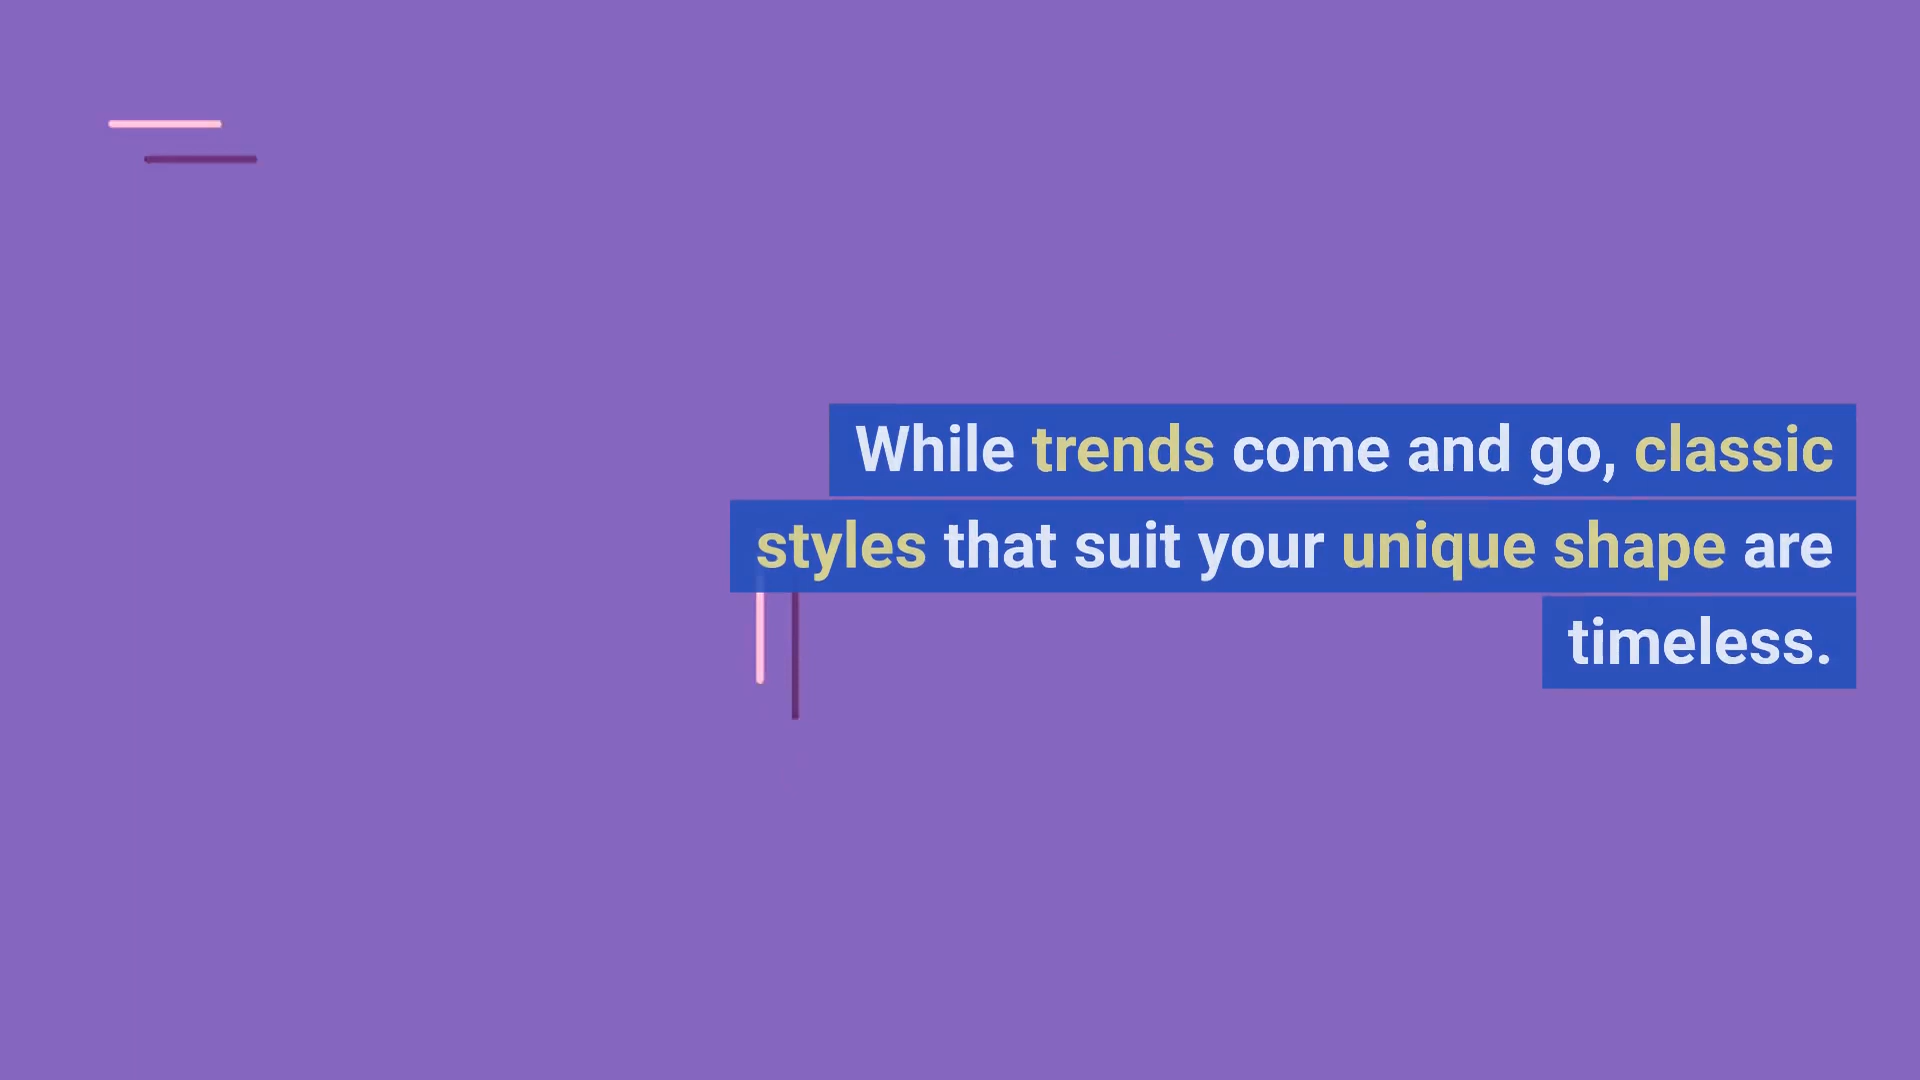 While trends come and go, classic
styles that suit your unique shape are
timeless.